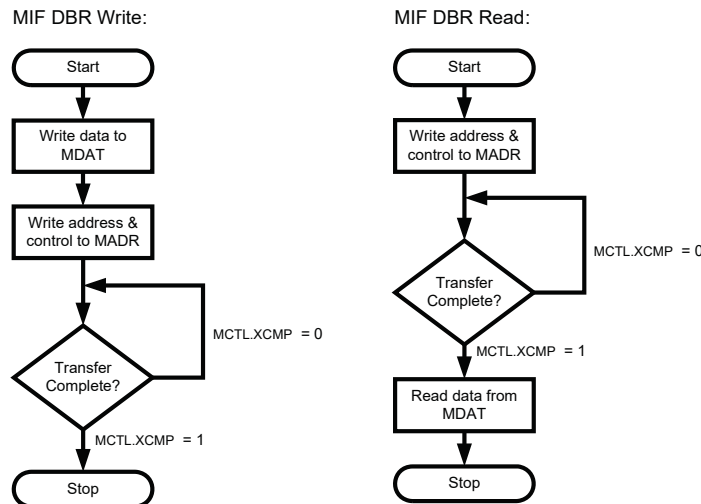 MIF DBR Write:
Start
Write data to
MDAT
Write address &
control to MADR
MCTL.XCMP = 0
Transfer
Complete?
MCTL.XCMP = 1
Stop
MIF DBR Read:
Start
Write address &
control to MADR
MCTL.XCMP = 0
Transfer
Complete?
MCTL.XCMP = 1
Read data from
MDAT
Stop